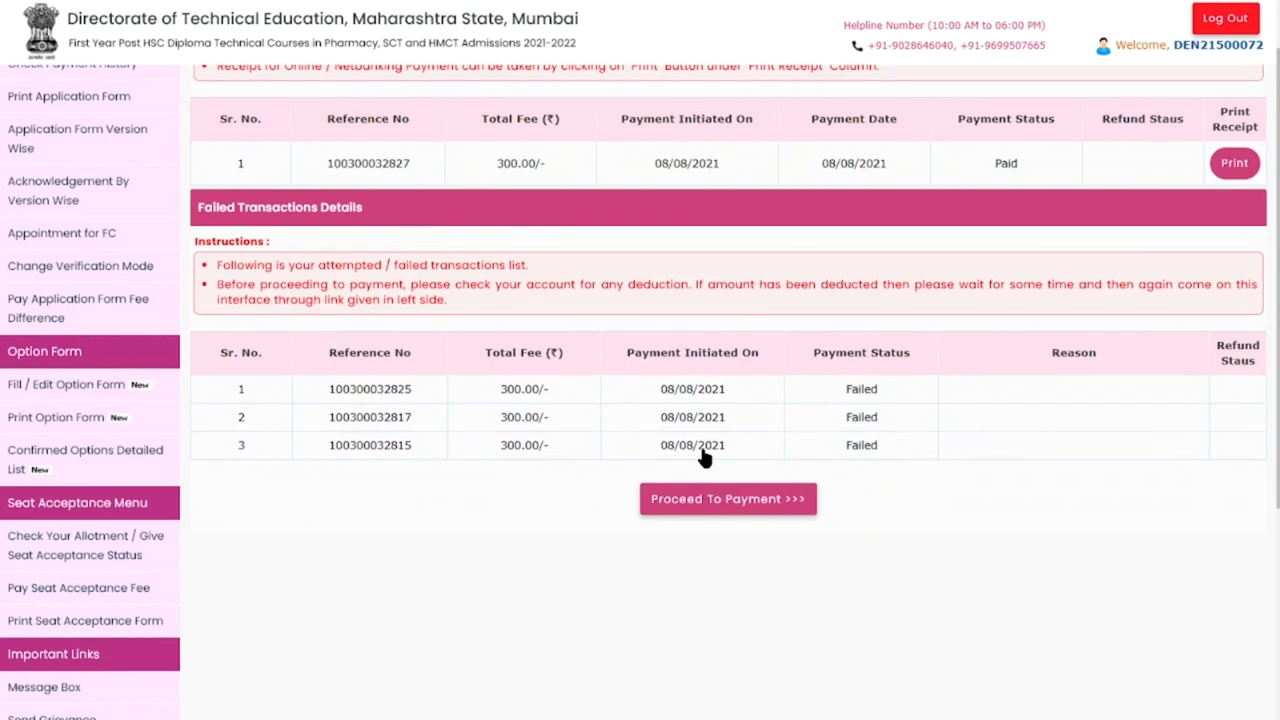 Directorate of Technical Education, Maharashtra State, Mumbai
First Year Post HSC Diploma Technical Courses in Pharmacy, SCT and HMCT Admissions 2021-2022
Helpline Number (10:00 AM to 06:00 PM)
+91-9028646040, +91-9699507665
Log Out
Welcome, DEN21500072
Check Payment History
Print Application Form
Application Form Version
Wise
Acknowledgement By
Version Wise
Appointment for FC
Change Verification Mode
Pay Application Form Fee
Difference
Option Form
Fill / Edit Option Form New
Print Option Form New
Confirmed Options Detailed
List New
Seat Acceptance Menu
Check Your Allotment / Give
Seat Acceptance Status
Pay Seat Acceptance Fee
Print Seat Acceptance Form
Important Links
Message Box
Send Grievance
• Receipt for Online / Netbanking Payment can be taken by clicking on 'Print' Button under 'Print Receipt' Column.
Sr. No. Reference No Total Fee (₹) Payment Initiated On Payment Date Payment Status Refund Staus Print Receipt
1 100300032827 300.00/- 08/08/2021 08/08/2021 Paid Print
Failed Transactions Details
Instructions :
• Following is your attempted / failed transactions list.
• Before proceeding to payment, please check your account for any deduction. If amount has been deducted then please wait for some time and then again come on this
interface through link given in left side.
Sr. No. Reference No Total Fee (₹) Payment Initiated On Payment Status Reason Refund Staus
1 100300032825 300.00/- 08/08/2021 Failed
2 100300032817 300.00/- 08/08/2021 Failed
3 100300032815 300.00/- 08/08/2021 Failed
Proceed To Payment >>>